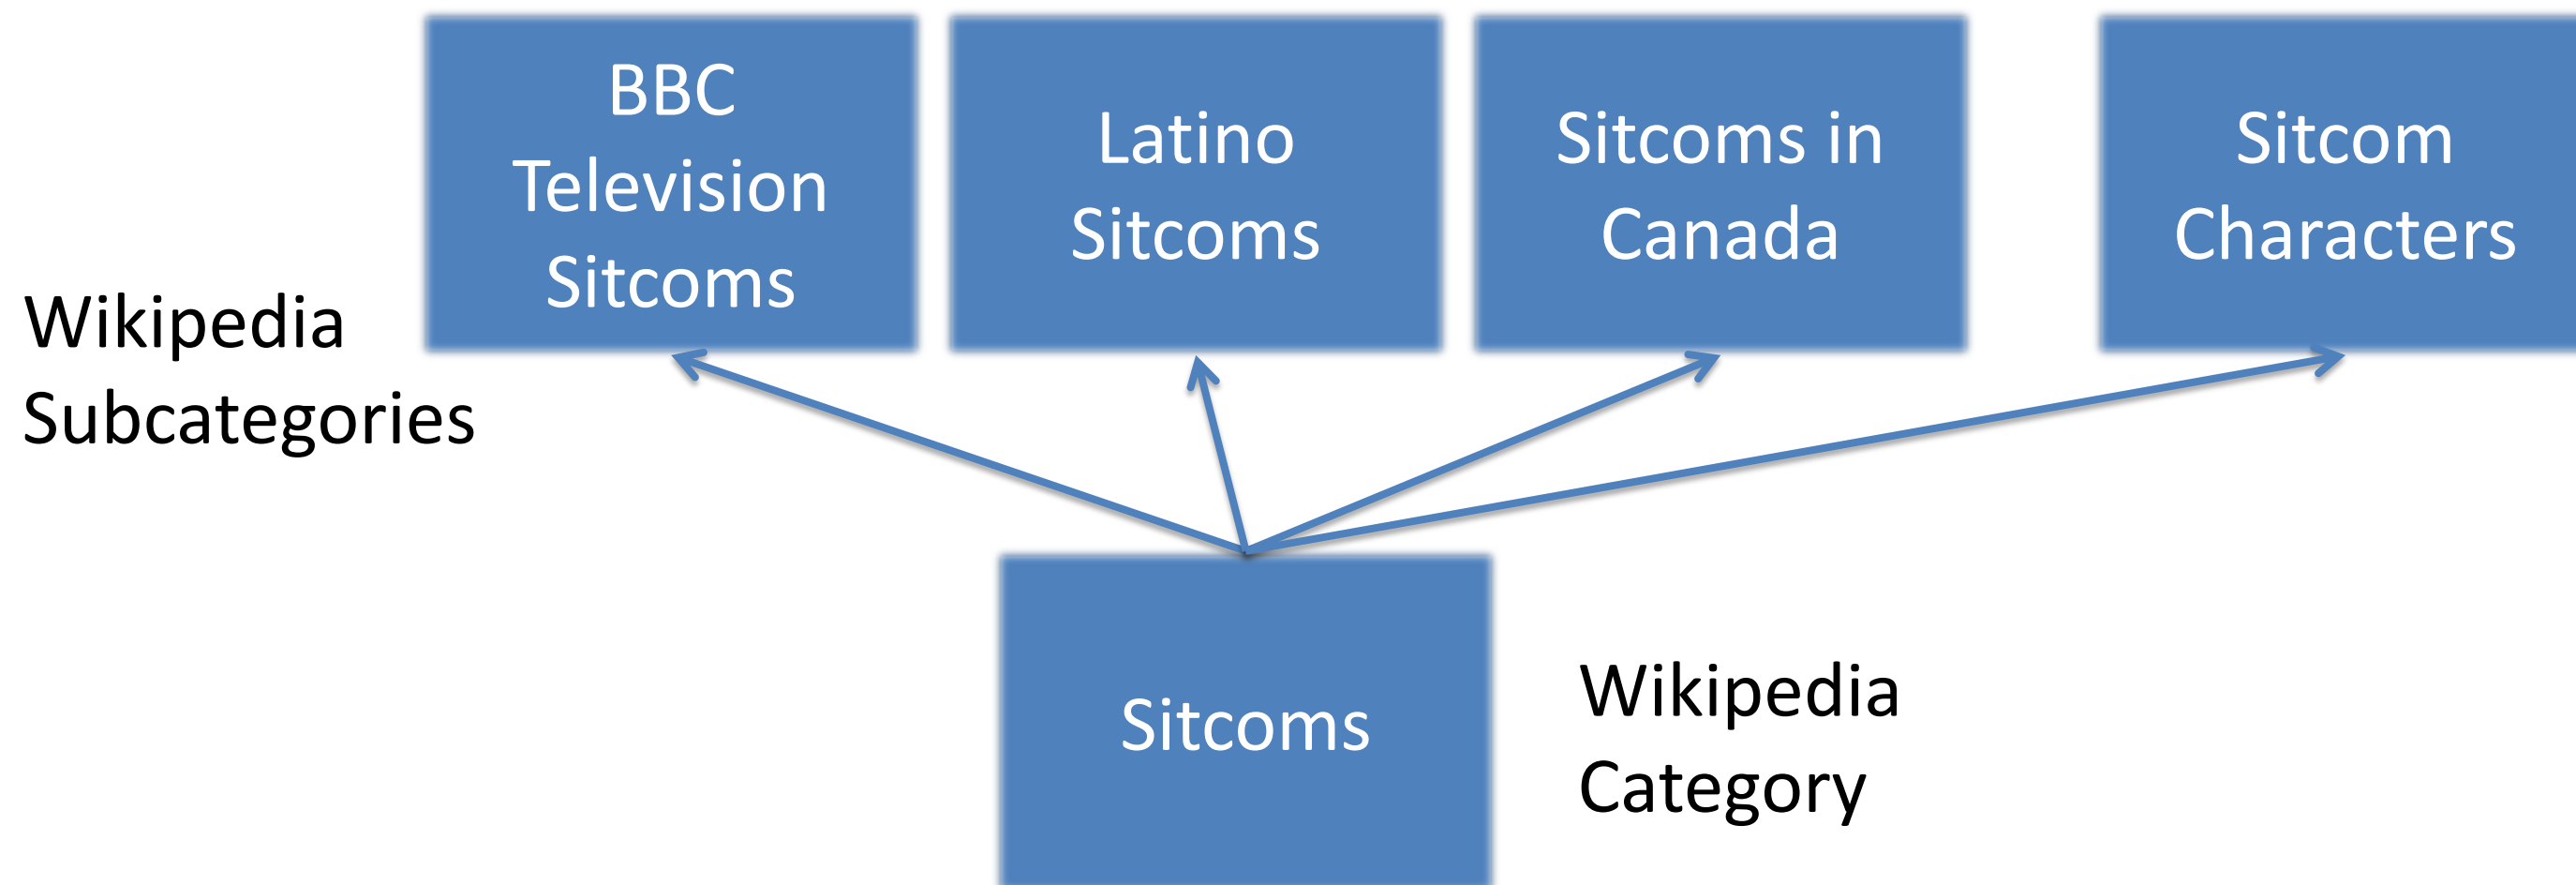 BBC
Television
Sitcoms
Latino
Sitcoms
Sitcoms in
Canada
Sitcom
Characters
Wikipedia
Subcategories
Sitcoms
Wikipedia
Category